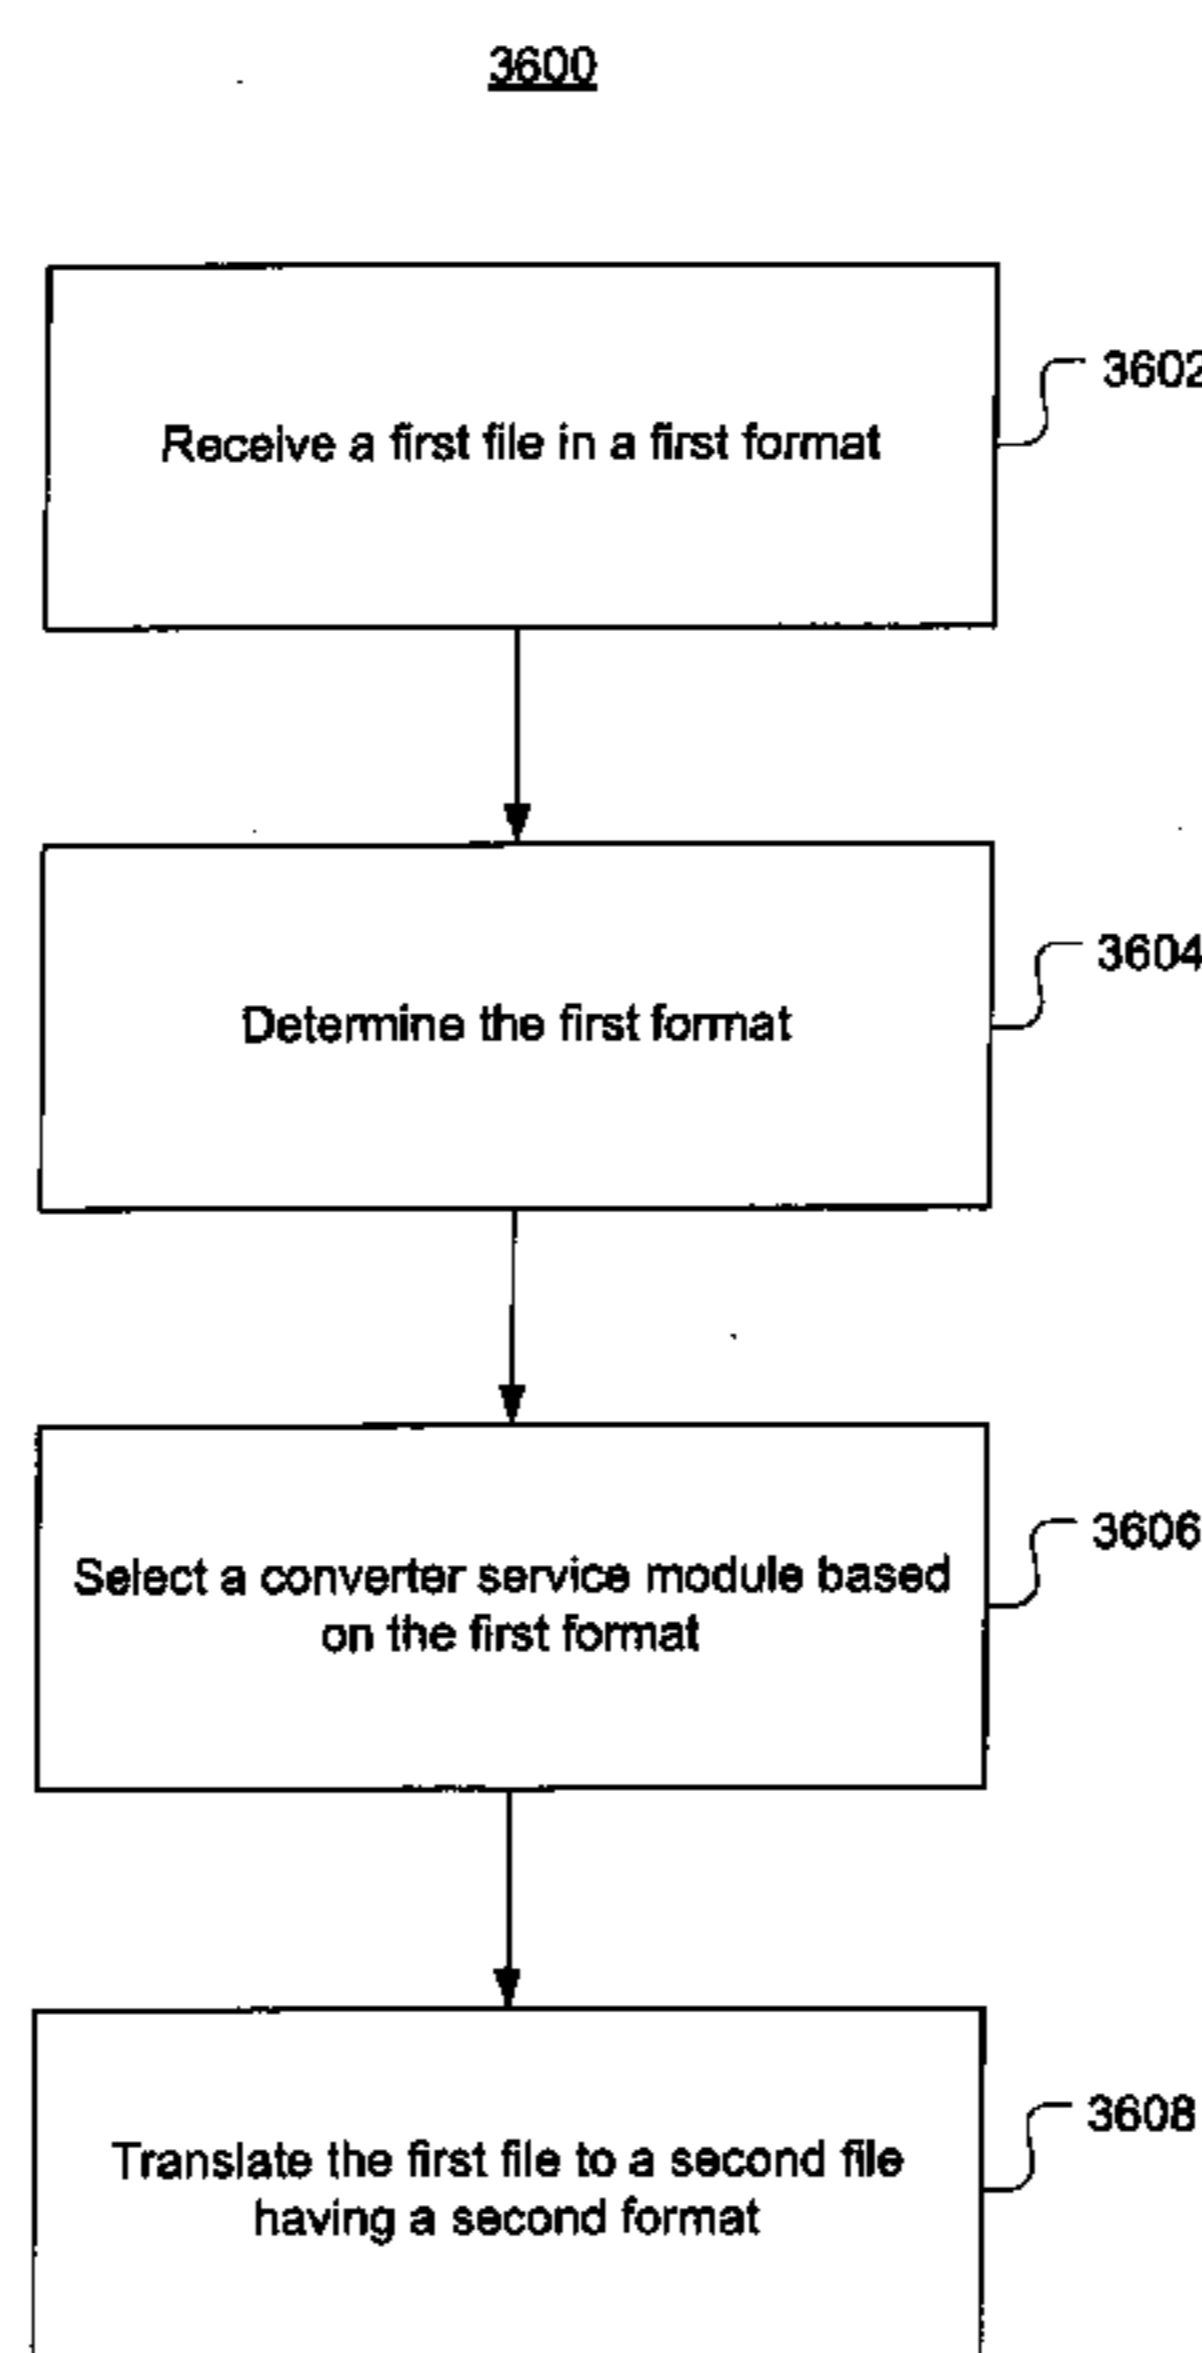 3600
Receive a first file in a first format
3602
Determine the first format
3604
Select a converter service module based
on the first format
3606
Translate the first file to a second file
having a second format
3608